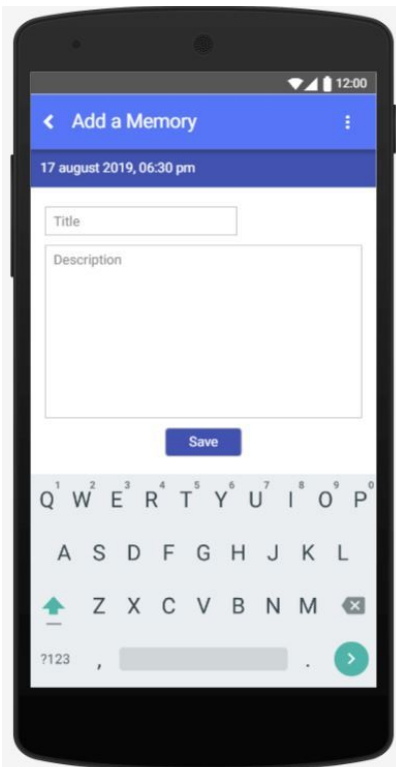 12:00
Add a Memory
17 august 2019, 06:30 pm
Title
Description
Save
1 2 3 4 5 6 7 8 9 0
Q W E R T Y U I O P
A S D F G H J K L
Z X C V B N M
?123 , .